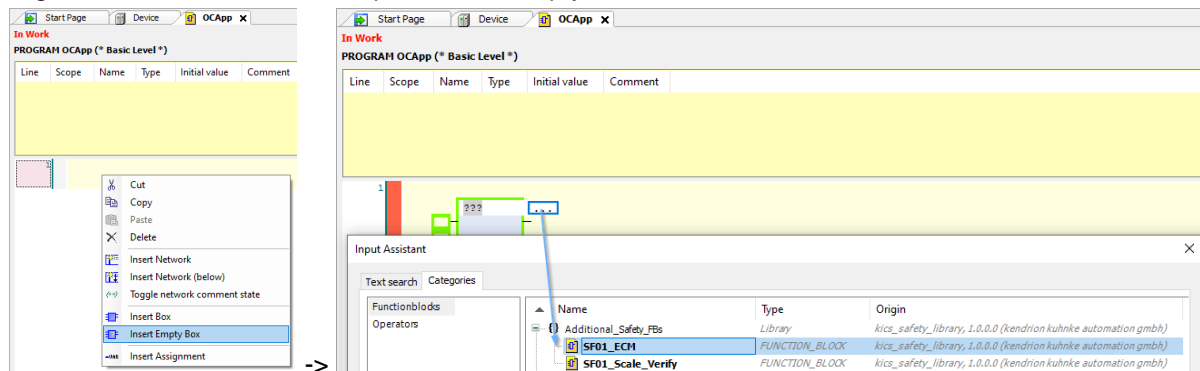 Start Page Device OCApp X
In Work
PROGRAM OCApp (* Basic Level *)
Line Scope Name Type Initial value Comment
1
Cut
Copy
Paste
Delete
Insert Network
Insert Network (below)
Toggle network comment state
Insert Box
Insert Empty Box
Insert Assignment
->
Start Page Device OCApp X
In Work
PROGRAM OCApp (* Basic Level *)
Line Scope Name Type Initial value Comment
1
??? ...
Input Assistant
Text search Categories
Functionblocks
Operators
Name Type Origin
Additional_Safety_FBs Library kics_safety_library, 1.0.0.0 (kendrion kuhnke automation gmbh)
SF01_ECM FUNCTION_BLOCK kics_safety_library, 1.0.0.0 (kendrion kuhnke automation gmbh)
SF01_Scale_Verify FUNCTION_BLOCK kics_safety_library, 1.0.0.0 (kendrion kuhnke automation gmbh)